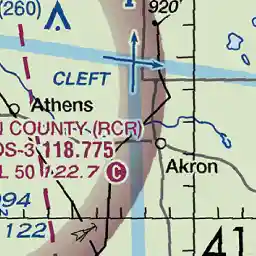 (260)
920'
CLEFT
Athens
N COUNTY (RCR)
OS-3 118.775
L 50 122.7 C
Akron
094
122
41